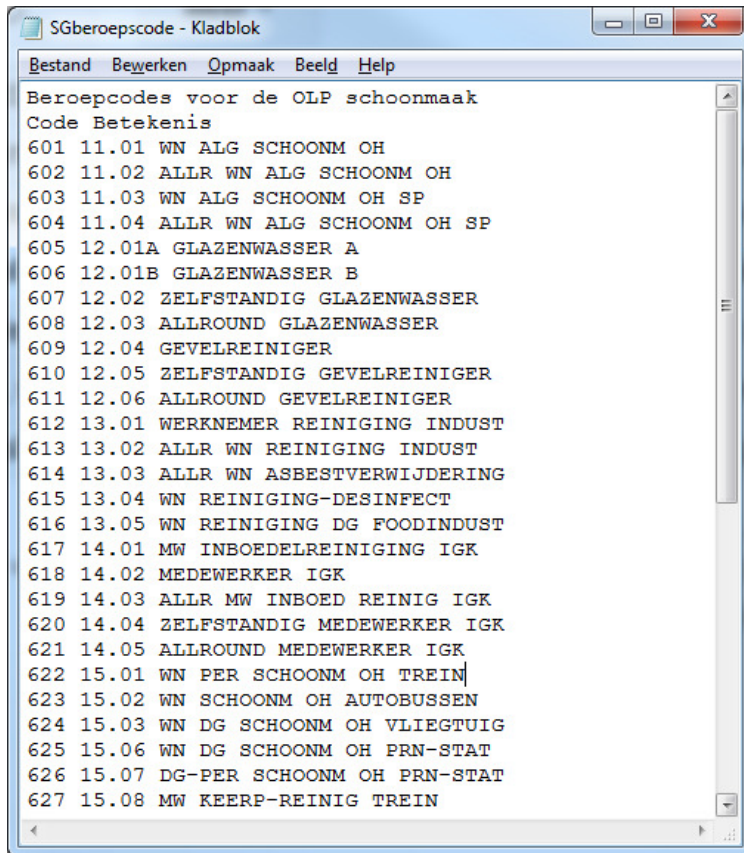 SGberoepscode - Kladblok
Bestand Bewerken Opmaak Beeld Help
Beroepcodes voor de OLP schoonmaak
Code Betekenis
601 11.01 WN ALG SCHOONM OH
602 11.02 ALLR WN ALG SCHOONM OH
603 11.03 WN ALG SCHOONM OH SP
604 11.04 ALLR WN ALG SCHOONM OH SP
605 12.01A GLAZENWASSER A
606 12.01B GLAZENWASSER B
607 12.02 ZELFSTANDIG GLAZENWASSER
608 12.03 ALLROUND GLAZENWASSER
609 12.04 GEVELREINIGER
610 12.05 ZELFSTANDIG GEVELREINIGER
611 12.06 ALLROUND GEVELREINIGER
612 13.01 WERKNEMER REINIGING INDUST
613 13.02 ALLR WN REINIGING INDUST
614 13.03 ALLR WN ASBESTVERWIJDERING
615 13.04 WN REINIGING-DESINFECT
616 13.05 WN REINIGING DG FOODINDUST
617 14.01 MW INBOEDELREINIGING IGK
618 14.02 MEDEWERKER IGK
619 14.03 ALLR MW INBOED REINIG IGK
620 14.04 ZELFSTANDIG MEDEWERKER IGK
621 14.05 ALLROUND MEDEWERKER IGK
622 15.01 WN PER SCHOONM OH TREIN
623 15.02 WN SCHOONM OH AUTOBUSSEN
624 15.03 WN DG SCHOONM OH VLIEGTUIG
625 15.06 WN DG SCHOONM OH PRN-STAT
626 15.07 DG-PER SCHOONM OH PRN-STAT
627 15.08 MW KEERP-REINIG TREIN